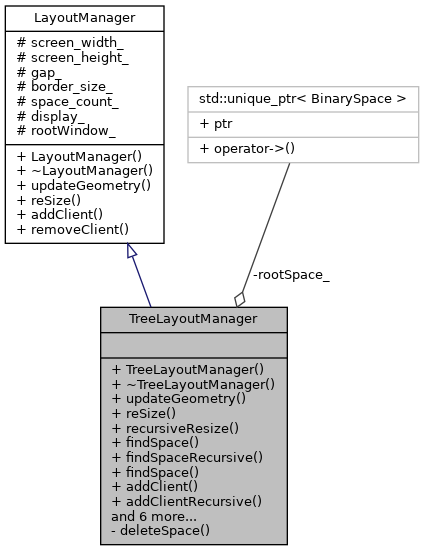 LayoutManager
# screen_width_
# screen_height_
# gap_
# border_size_
# space_count_
# display_
# rootWindow_
+ LayoutManager()
+ ~LayoutManager()
+ updateGeometry()
+ reSize()
+ addClient()
+ removeClient()
std::unique_ptr< BinarySpace >
+ ptr
+ operator->()
-rootSpace_
TreeLayoutManager
+ TreeLayoutManager()
+ ~TreeLayoutManager()
+ updateGeometry()
+ reSize()
+ recursiveResize()
+ findSpace()
+ findSpaceRecursive()
+ findSpace()
+ addClient()
+ addClientRecursive()
and 6 more...
- deleteSpace()